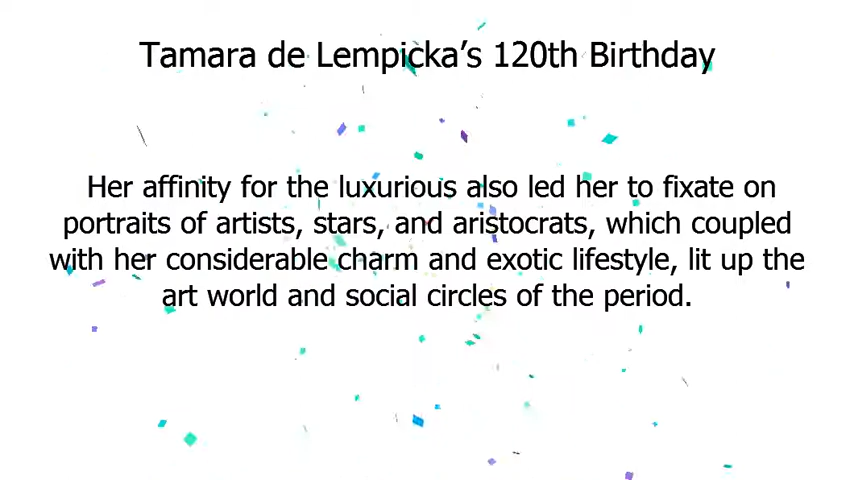 Tamara de Lempicka’s 120th Birthday
Her affinity for the luxurious also led her to fixate on
portraits of artists, stars, and aristocrats, which coupled
with her considerable charm and exotic lifestyle, lit up the
art world and social circles of the period.